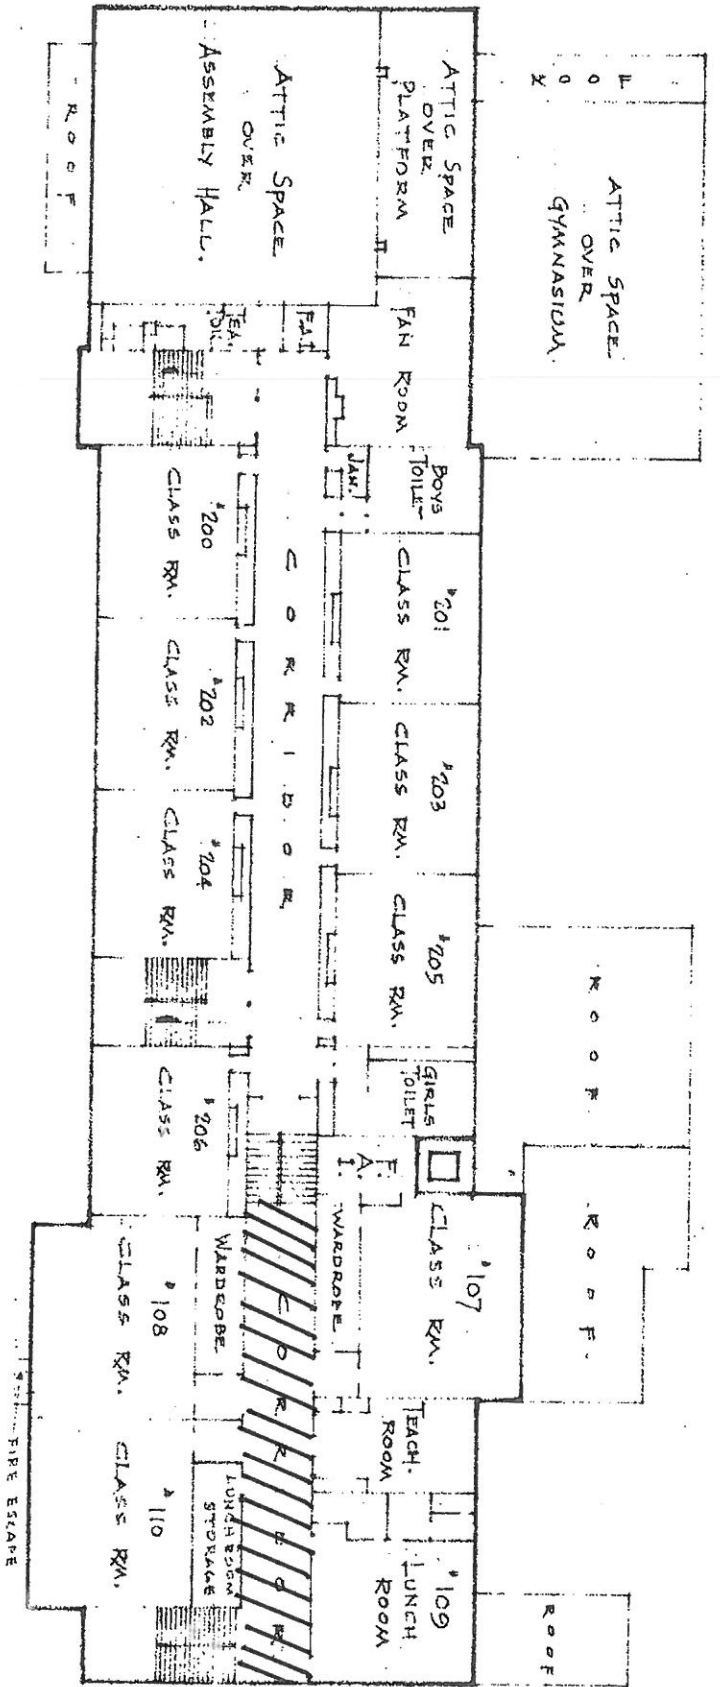 ROOF
ATTIC SPACE
OVER
GYMNASIUM.
ATTIC SPACE
OVER
PLATFORM
ATTIC SPACE
OVER
ASSEMBLY HALL.
ROOF
FAN ROOM
F.A.I.
TEA.
TOIL.
BOYS
TOILET
JAN.
#201
CLASS RM.
#203
CLASS RM.
#205
CLASS RM.
GIRLS
TOILET
CORRIDOR
#200
CLASS RM.
#202
CLASS RM.
#204
CLASS RM.
#206
CLASS RM.
ROOF
ROOF.
ROOF
F.
A.
I.
WARDROBE
#107
CLASS RM.
TEACH.
ROOM
#109
LUNCH
ROOM
WARDROBE
#108
CLASS RM.
#110
CLASS RM.
LUNCH ROOM
STORAGE
FIRE ESCAPE